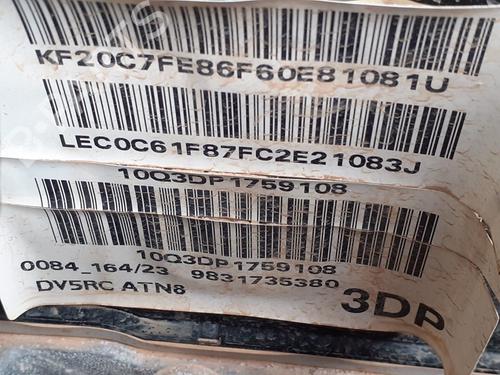 KF20C7FE86F60E81081U
LEC0C61F87FC2E21083J
10Q3DP1759108
10Q3DP1759108
0084_164/23 9831735380
DV5RC ATN8
3DP